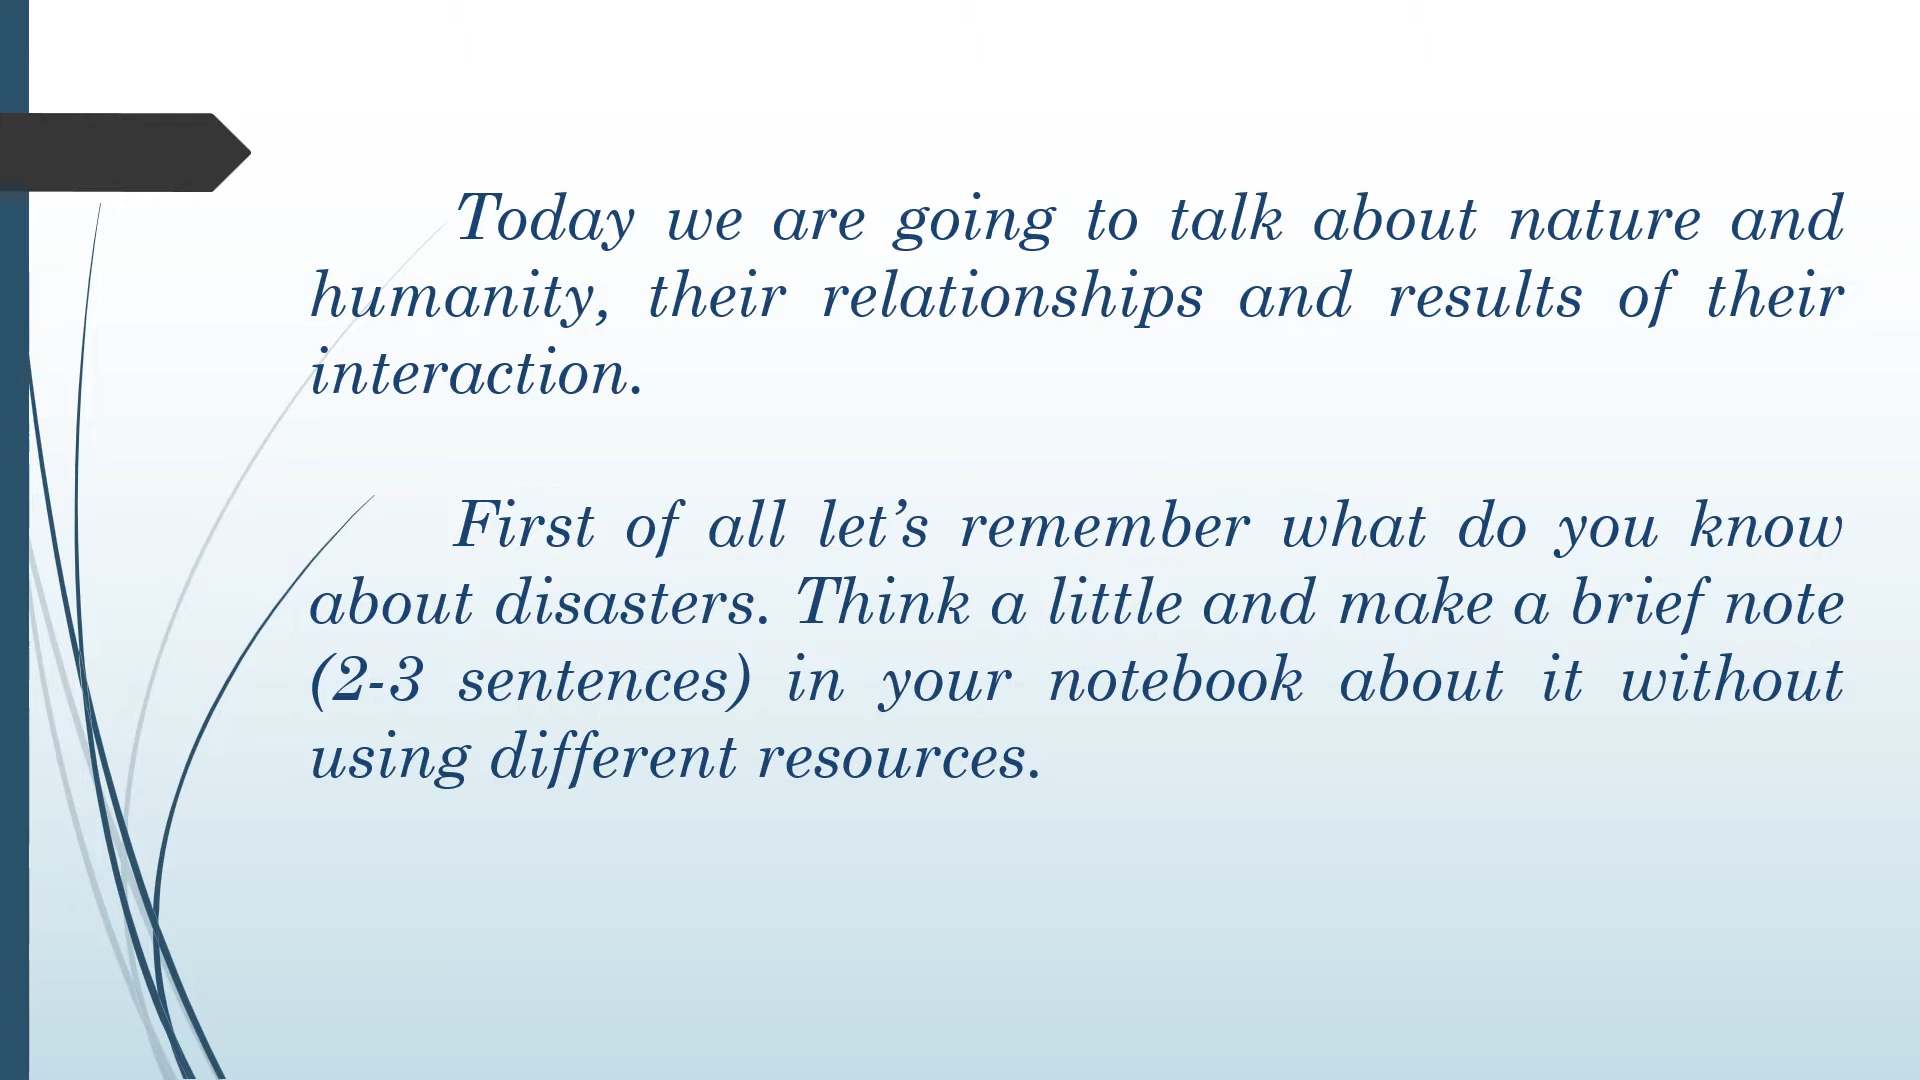 Today we are going to talk about nature and
humanity, their relationships and results of their
interaction.
First of all let’s remember what do you know
about disasters. Think a little and make a brief note
(2-3 sentences) in your notebook about it without
using different resources.